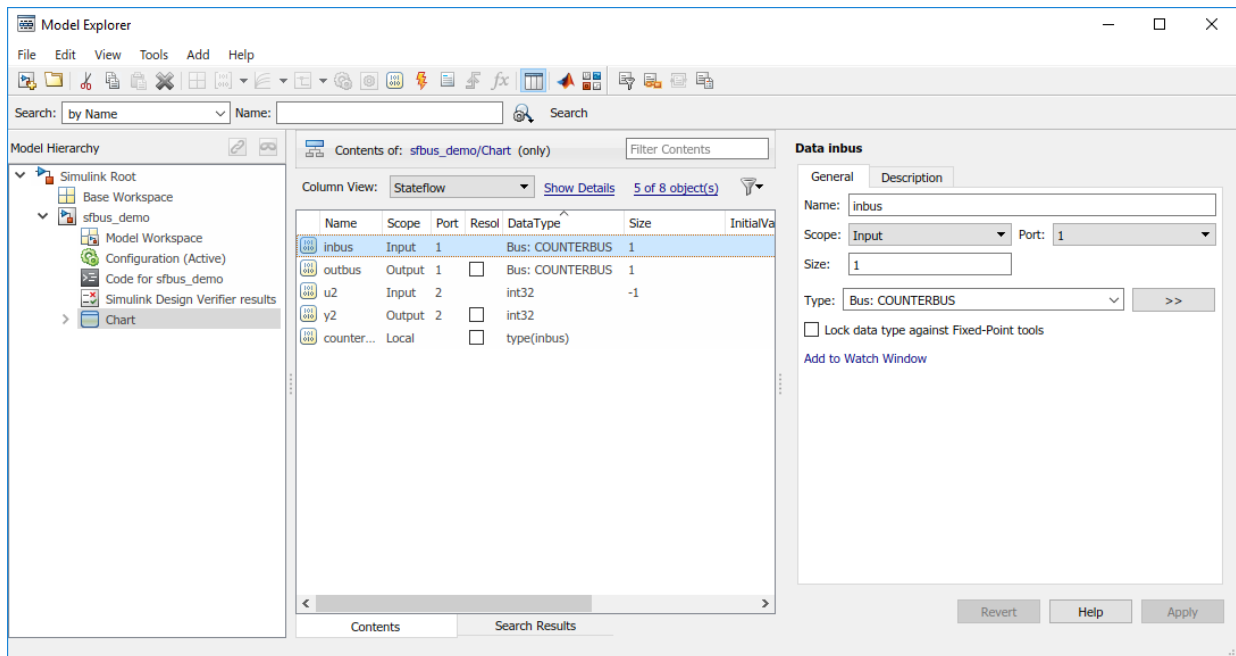 Model Explorer
File Edit View Tools Add Help
Search: by Name Name: Search
Model Hierarchy
Simulink Root
Base Workspace
sfbus_demo
Model Workspace
Configuration (Active)
Code for sfbus_demo
Simulink Design Verifier results
Chart
Contents of: sfbus_demo/Chart (only) Filter Contents
Column View: Stateflow Show Details 5 of 8 object(s)
Name Scope Port Resol DataType Size InitialVa
inbus Input 1 Bus: COUNTERBUS 1
outbus Output 1 Bus: COUNTERBUS 1
u2 Input 2 int32 -1
y2 Output 2 int32
counter... Local type(inbus)
Contents Search Results
Data inbus
General Description
Name: inbus
Scope: Input Port: 1
Size: 1
Type: Bus: COUNTERBUS >>
Lock data type against Fixed-Point tools
Add to Watch Window
Revert Help Apply